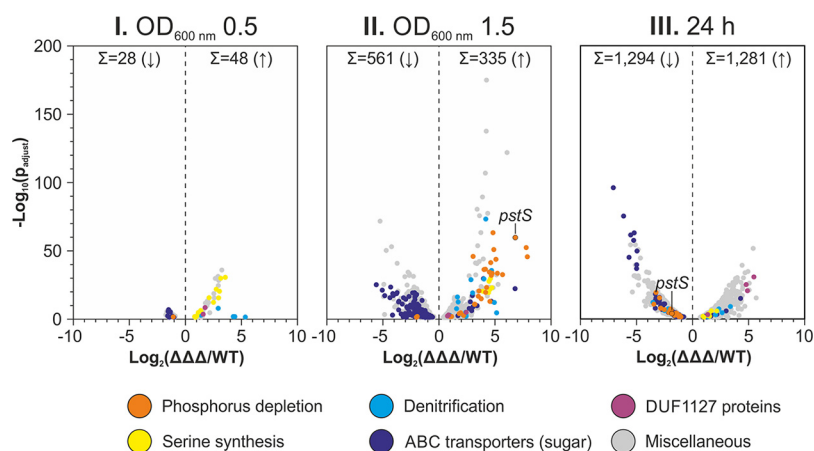 I. OD600 nm 0.5
II. OD600 nm 1.5
III. 24 h
Σ=28 (↓)
Σ=48 (↑)
Σ=561 (↓)
Σ=335 (↑)
Σ=1,294 (↓)
Σ=1,281 (↑)
200
150
100
50
0
-Log10(padjust)
pstS
pstS
-10 -5 0 5 10
-10 -5 0 5 10
-10 -5 0 5 10
Log2(ΔΔΔ/WT)
Log2(ΔΔΔ/WT)
Log2(ΔΔΔ/WT)
Phosphorus depletion
Denitrification
DUF1127 proteins
Serine synthesis
ABC transporters (sugar)
Miscellaneous